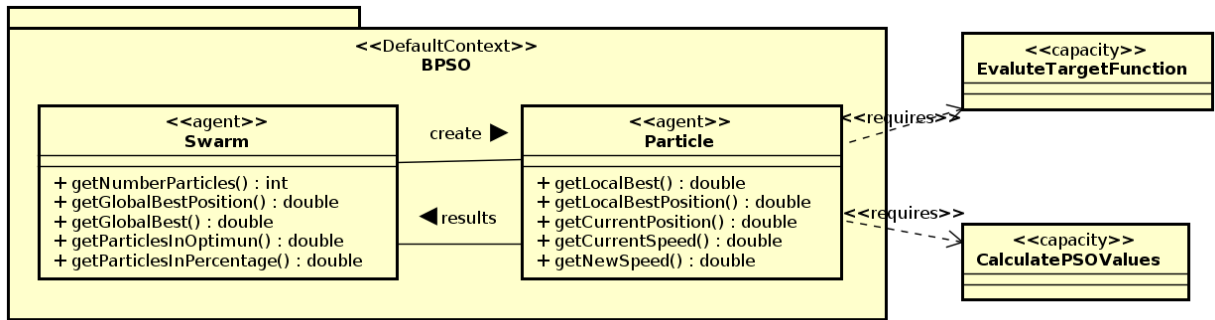 <<DefaultContext>>
BPSO
<<agent>>
Swarm
+ getNumberParticles() : int
+ getGlobalBestPosition() : double
+ getGlobalBest() : double
+ getParticlesInOptimun() : double
+ getParticlesInPercentage() : double
create ▶
◀ results
<<agent>>
Particle
+ getLocalBest() : double
+ getLocalBestPosition() : double
+ getCurrentPosition() : double
+ getCurrentSpeed() : double
+ getNewSpeed() : double
<<requires>>
<<requires>>
<<capacity>>
EvaluteTargetFunction
<<capacity>>
CalculatePSOValues